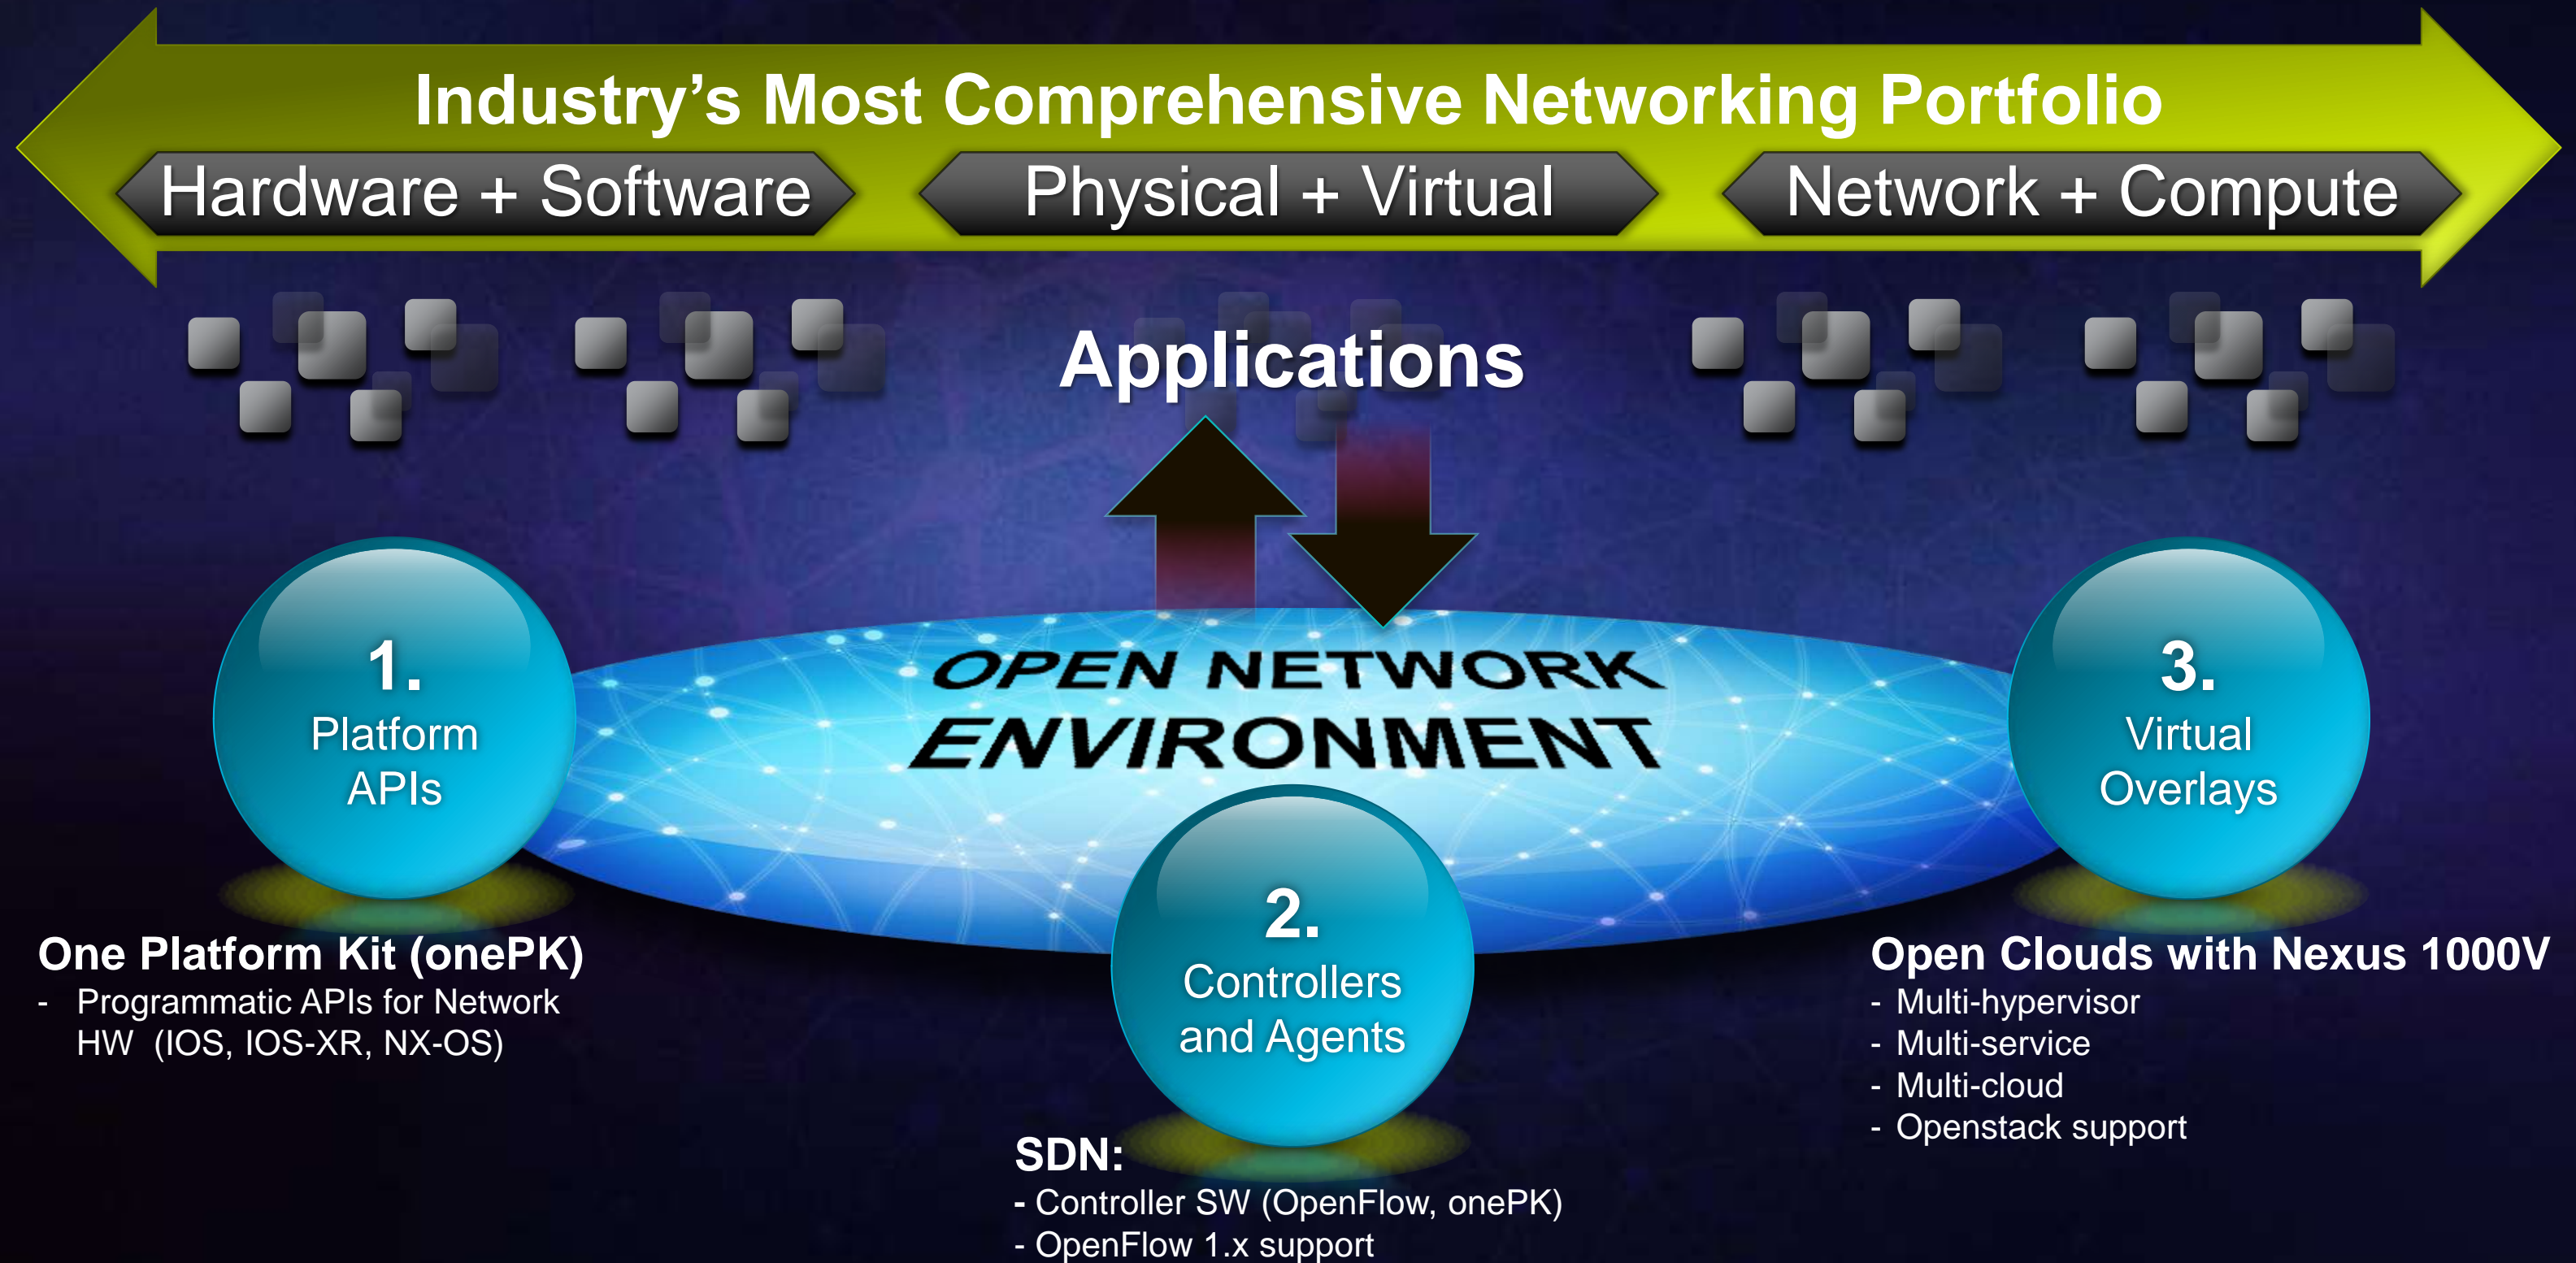 Industry’s Most Comprehensive Networking Portfolio
Hardware + Software
Physical + Virtual
Network + Compute
Applications
OPEN NETWORK
ENVIRONMENT
1.
Platform
APIs
One Platform Kit (onePK)
- Programmatic APIs for Network
HW (IOS, IOS-XR, NX-OS)
2.
Controllers
and Agents
SDN:
- Controller SW (OpenFlow, onePK)
- OpenFlow 1.x support
3.
Virtual
Overlays
Open Clouds with Nexus 1000V
- Multi-hypervisor
- Multi-service
- Multi-cloud
- Openstack support